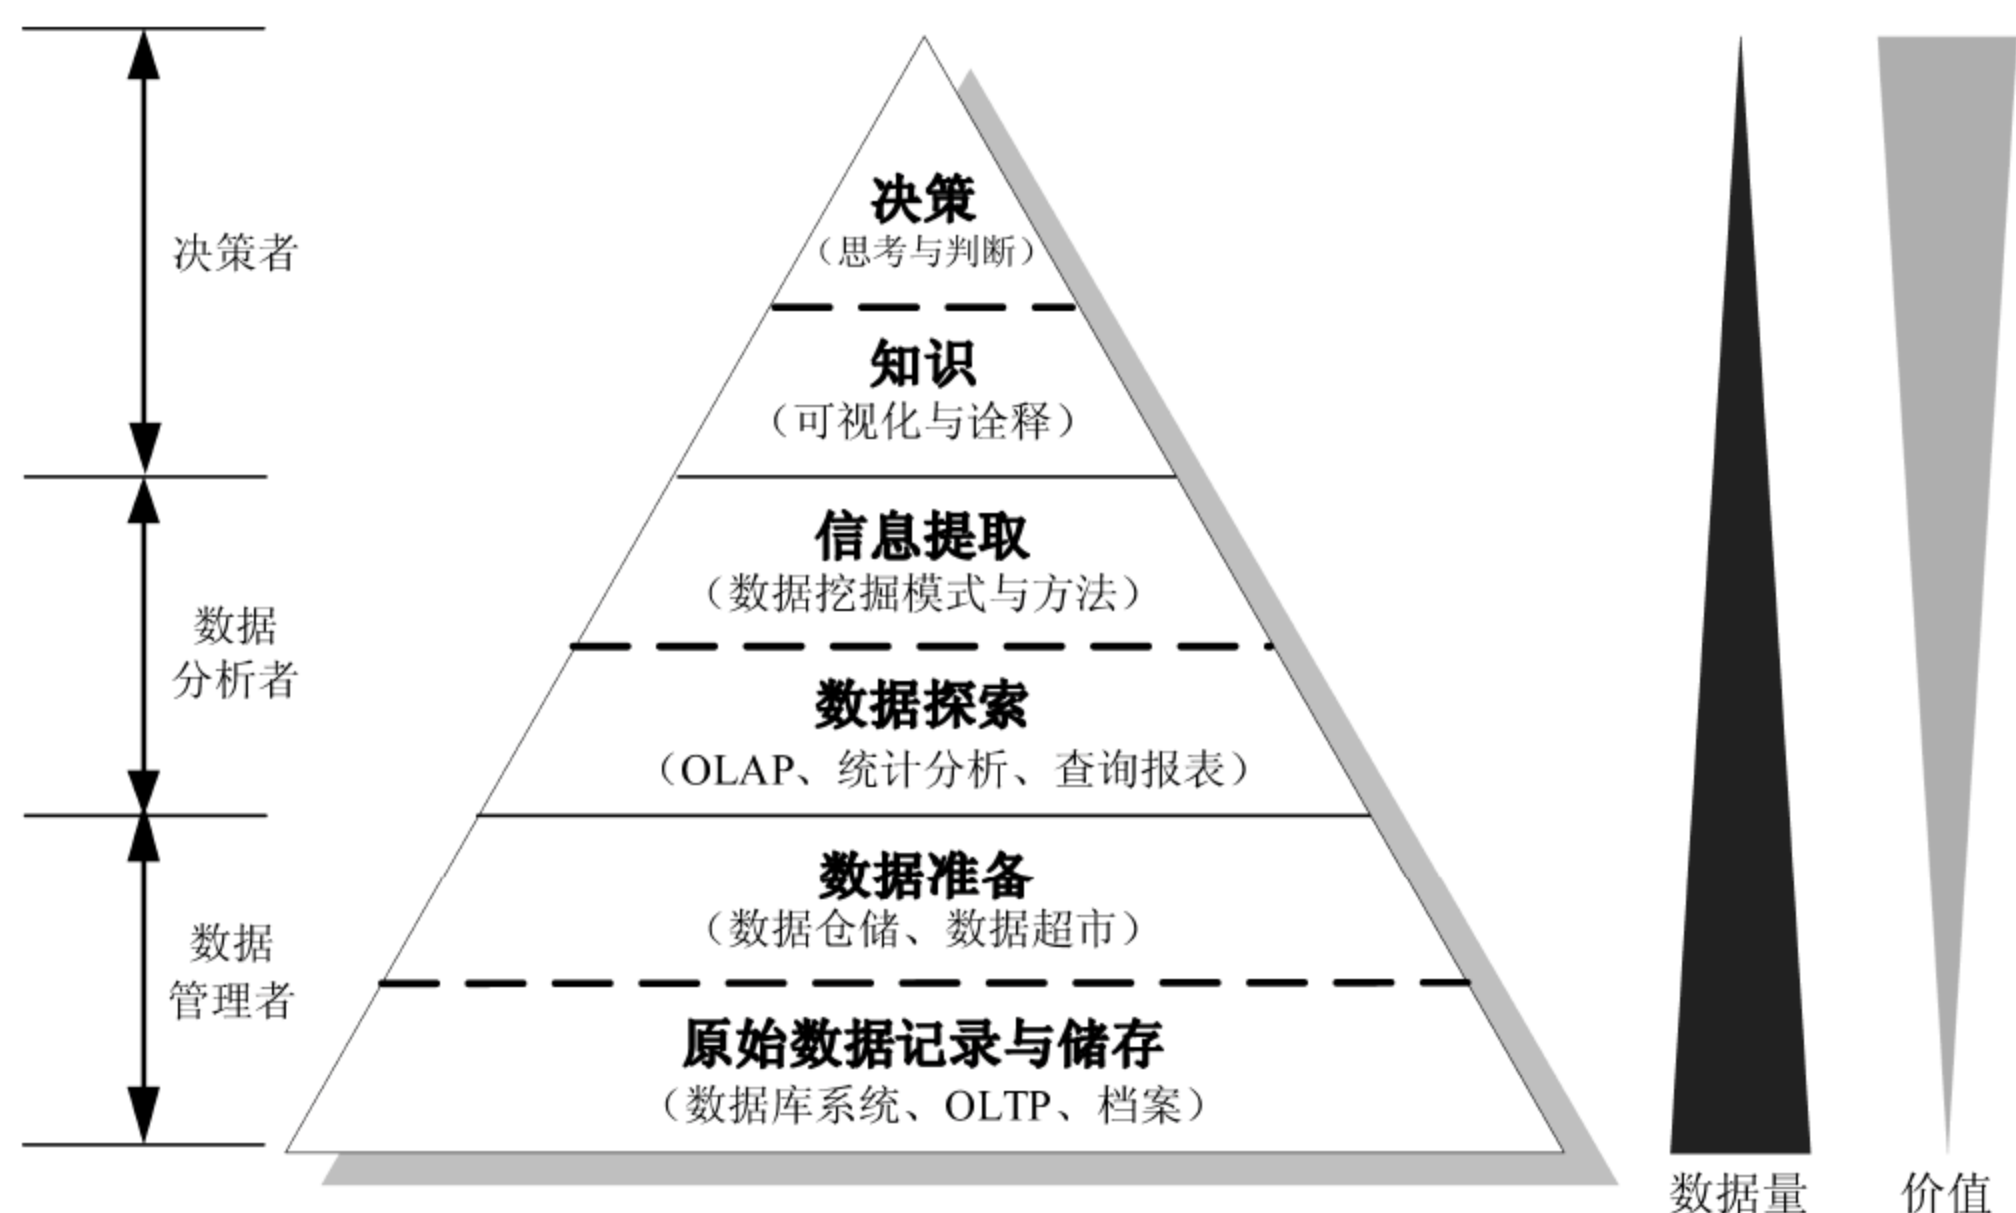 决策
（思考与判断）
决策者
知识
（可视化与诠释）
信息提取
（数据挖掘模式与方法）
数据
分析者
数据探索
（OLAP、统计分析、查询报表）
数据准备
（数据仓储、数据超市）
数据
管理者
原始数据记录与储存
（数据库系统、OLTP、档案）
数据量
价值